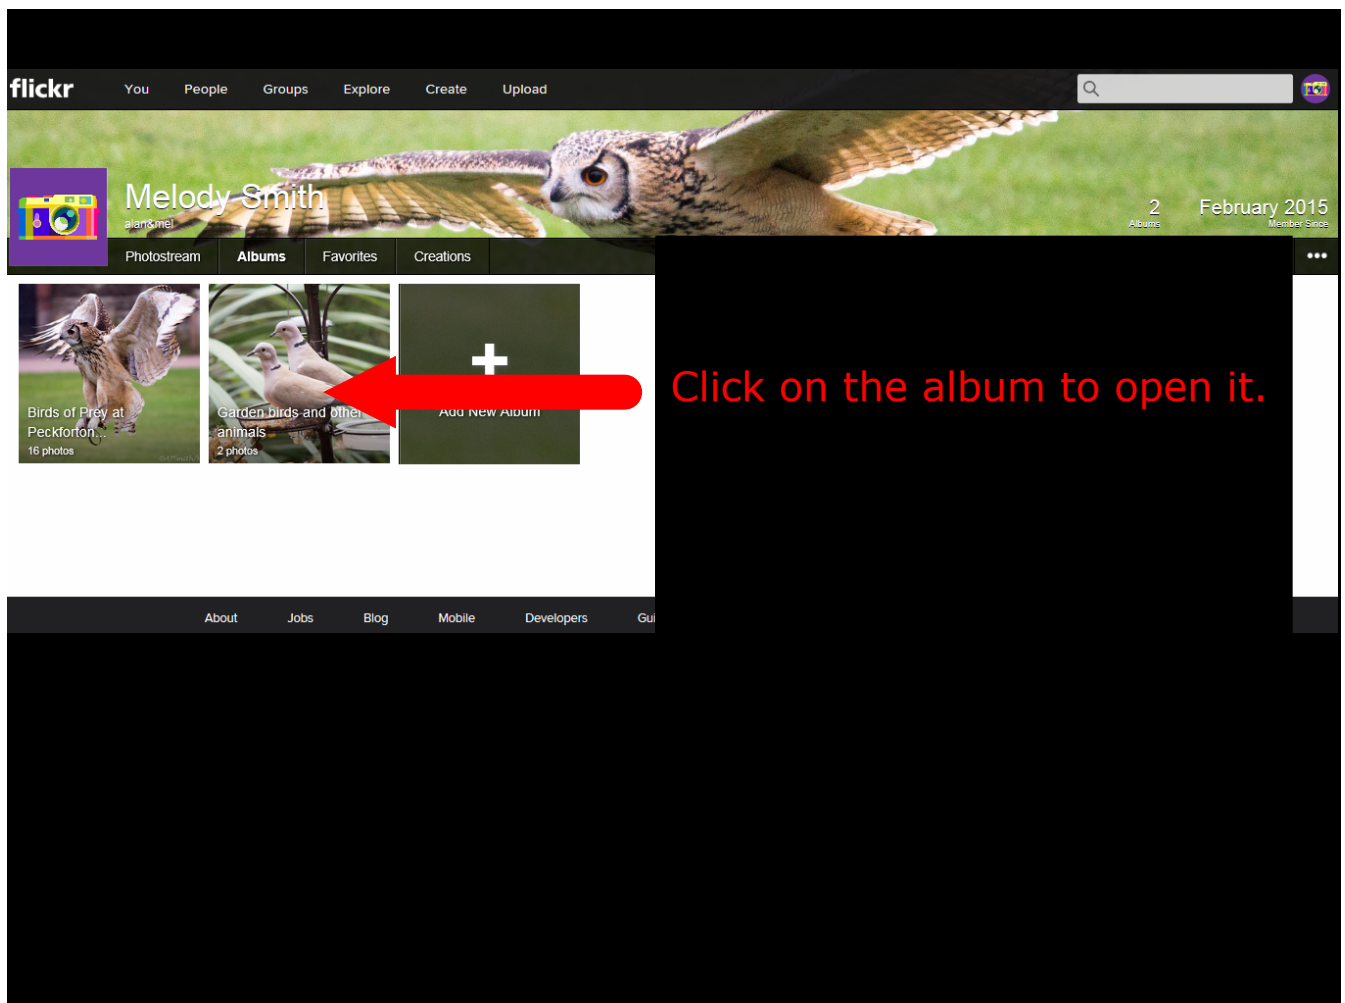 flickr You People Groups Explore Create Upload
Melody Smith
alan&mel
2 February 2015
Albums Member Since
Photostream Albums Favorites Creations
Birds of Prey at
Peckforton...
16 photos
Garden birds and other
animals
2 photos
Add New Album
Click on the album to open it.
About Jobs Blog Mobile Developers Gui